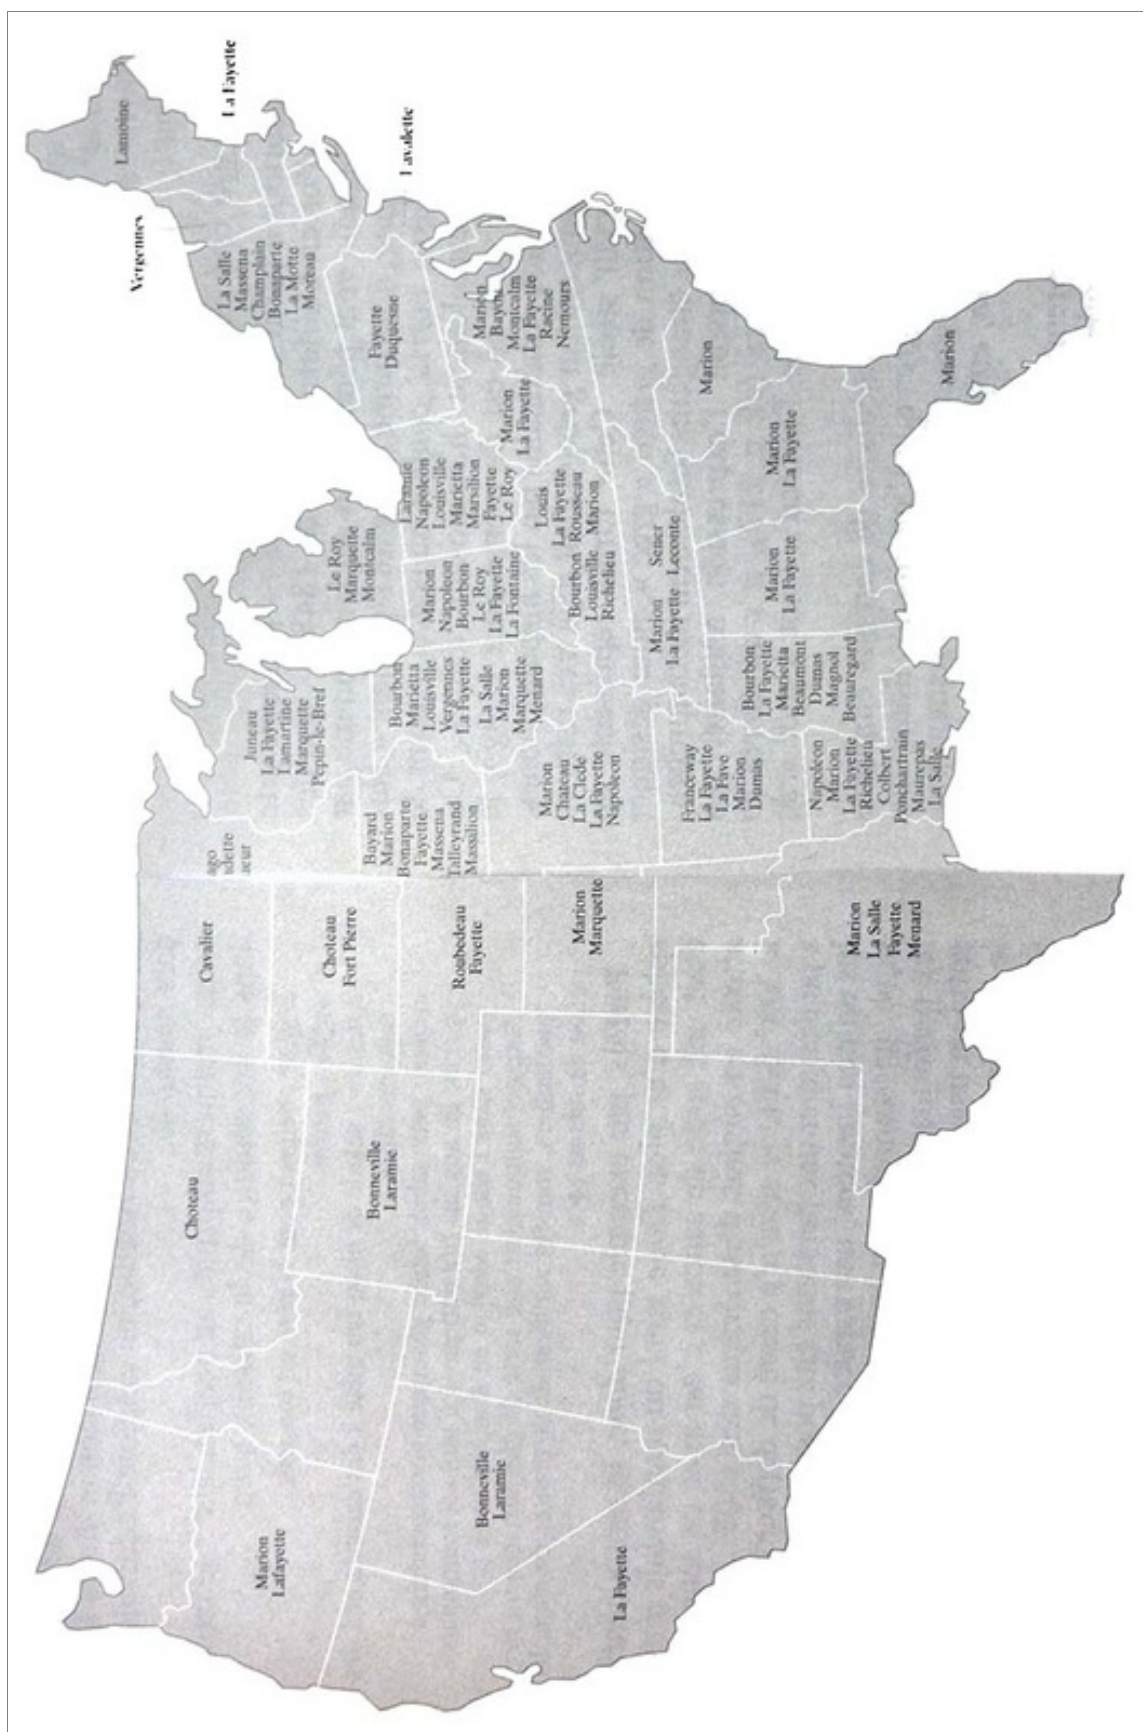 Lamoine
La Fayette
Vergennes
Lavalette
La Salle
Massena
Champlain
Bonaparte
La Motte
Moreau
Fayette
Duquesne
Marion
Bayou
Montcalm
La Fayette
Racine
Nemours
Marion
La Fayette
Laramie
Napoleon
Louisville
Marietta
Marsilion
Fayette
Le Roy
Le Roy
Marquette
Montcalm
Marion
Napoleon
Bourbon
Le Roy
La Fayette
La Fontaine
Louis
La Fayette
Rousseau
Marion
Bourbon
Louisville
Richelieu
Bourbon
Marietta
Louisville
Vergennes
La Fayette
La Salle
Marion
Marquette
Menard
Juneau
La Fayette
Lamartine
Marquette
Pepin-le-Bref
ago
dette
aeur
Bayard
Marion
Bonaparte
Fayette
Massena
Talleyrand
Massilion
Marion
Chateau
La Clede
La Fayette
Napoleon
Marion Sener
La Fayette Leconte
Marion
Marion
Marion
La Fayette
Marion
La Fayette
Bourbon
La Fayette
Marietta
Beaumont
Dumas
Magnol
Beauregard
Franceway
La Fayette
La Fave
Marion
Dumas
Napoleon
Marion
La Fayette
Richelieu
Colbert
Ponchartrain
Maurepas
La Salle
Cavalier
Choteau
Fort Pierre
Roubedeau
Fayette
Marion
Marquette
Marion
La Salle
Fayette
Menard
Choteau
Bonneville
Laramie
Marion
Lafayette
Bonneville
Laramie
La Fayette